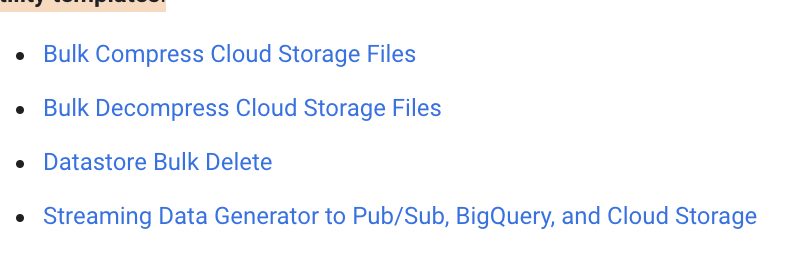 Bulk Compress Cloud Storage Files
Bulk Decompress Cloud Storage Files
Datastore Bulk Delete
Streaming Data Generator to Pub/Sub, BigQuery, and Cloud Storage